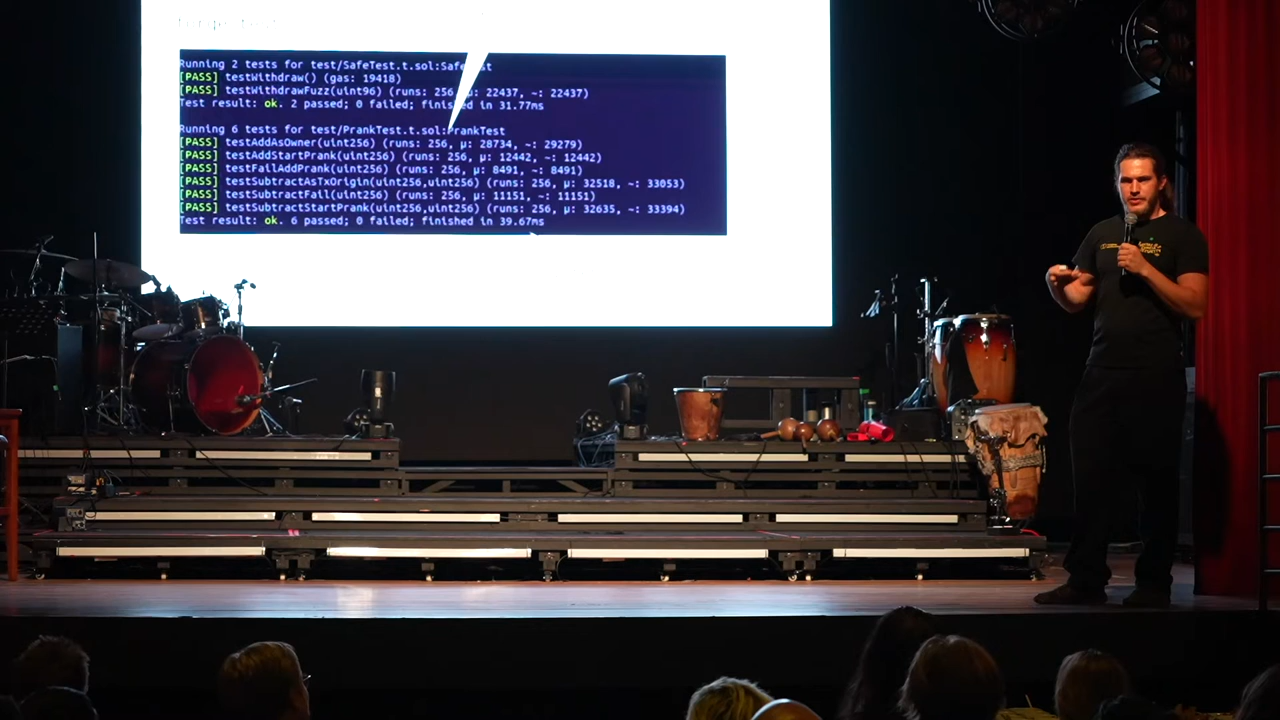 forge test
Running 2 tests for test/SafeTest.t.sol:SafeTest
[PASS] testWithdraw() (gas: 19418)
[PASS] testWithdrawFuzz(uint96) (runs: 256, μ: 22437, ~: 22437)
Test result: ok. 2 passed; 0 failed; finished in 31.77ms
Running 6 tests for test/PrankTest.t.sol:PrankTest
[PASS] testAddAsOwner(uint256) (runs: 256, μ: 28734, ~: 29279)
[PASS] testAddStartPrank(uint256) (runs: 256, μ: 12442, ~: 12442)
[PASS] testFailAddPrank(uint256) (runs: 256, μ: 8491, ~: 8491)
[PASS] testSubtractAsTxOrigin(uint256,uint256) (runs: 256, μ: 32518, ~: 33053)
[PASS] testSubtractFail(uint256) (runs: 256, μ: 11151, ~: 11151)
[PASS] testSubtractStartPrank(uint256,uint256) (runs: 256, μ: 32635, ~: 33394)
Test result: ok. 6 passed; 0 failed; finished in 39.67ms